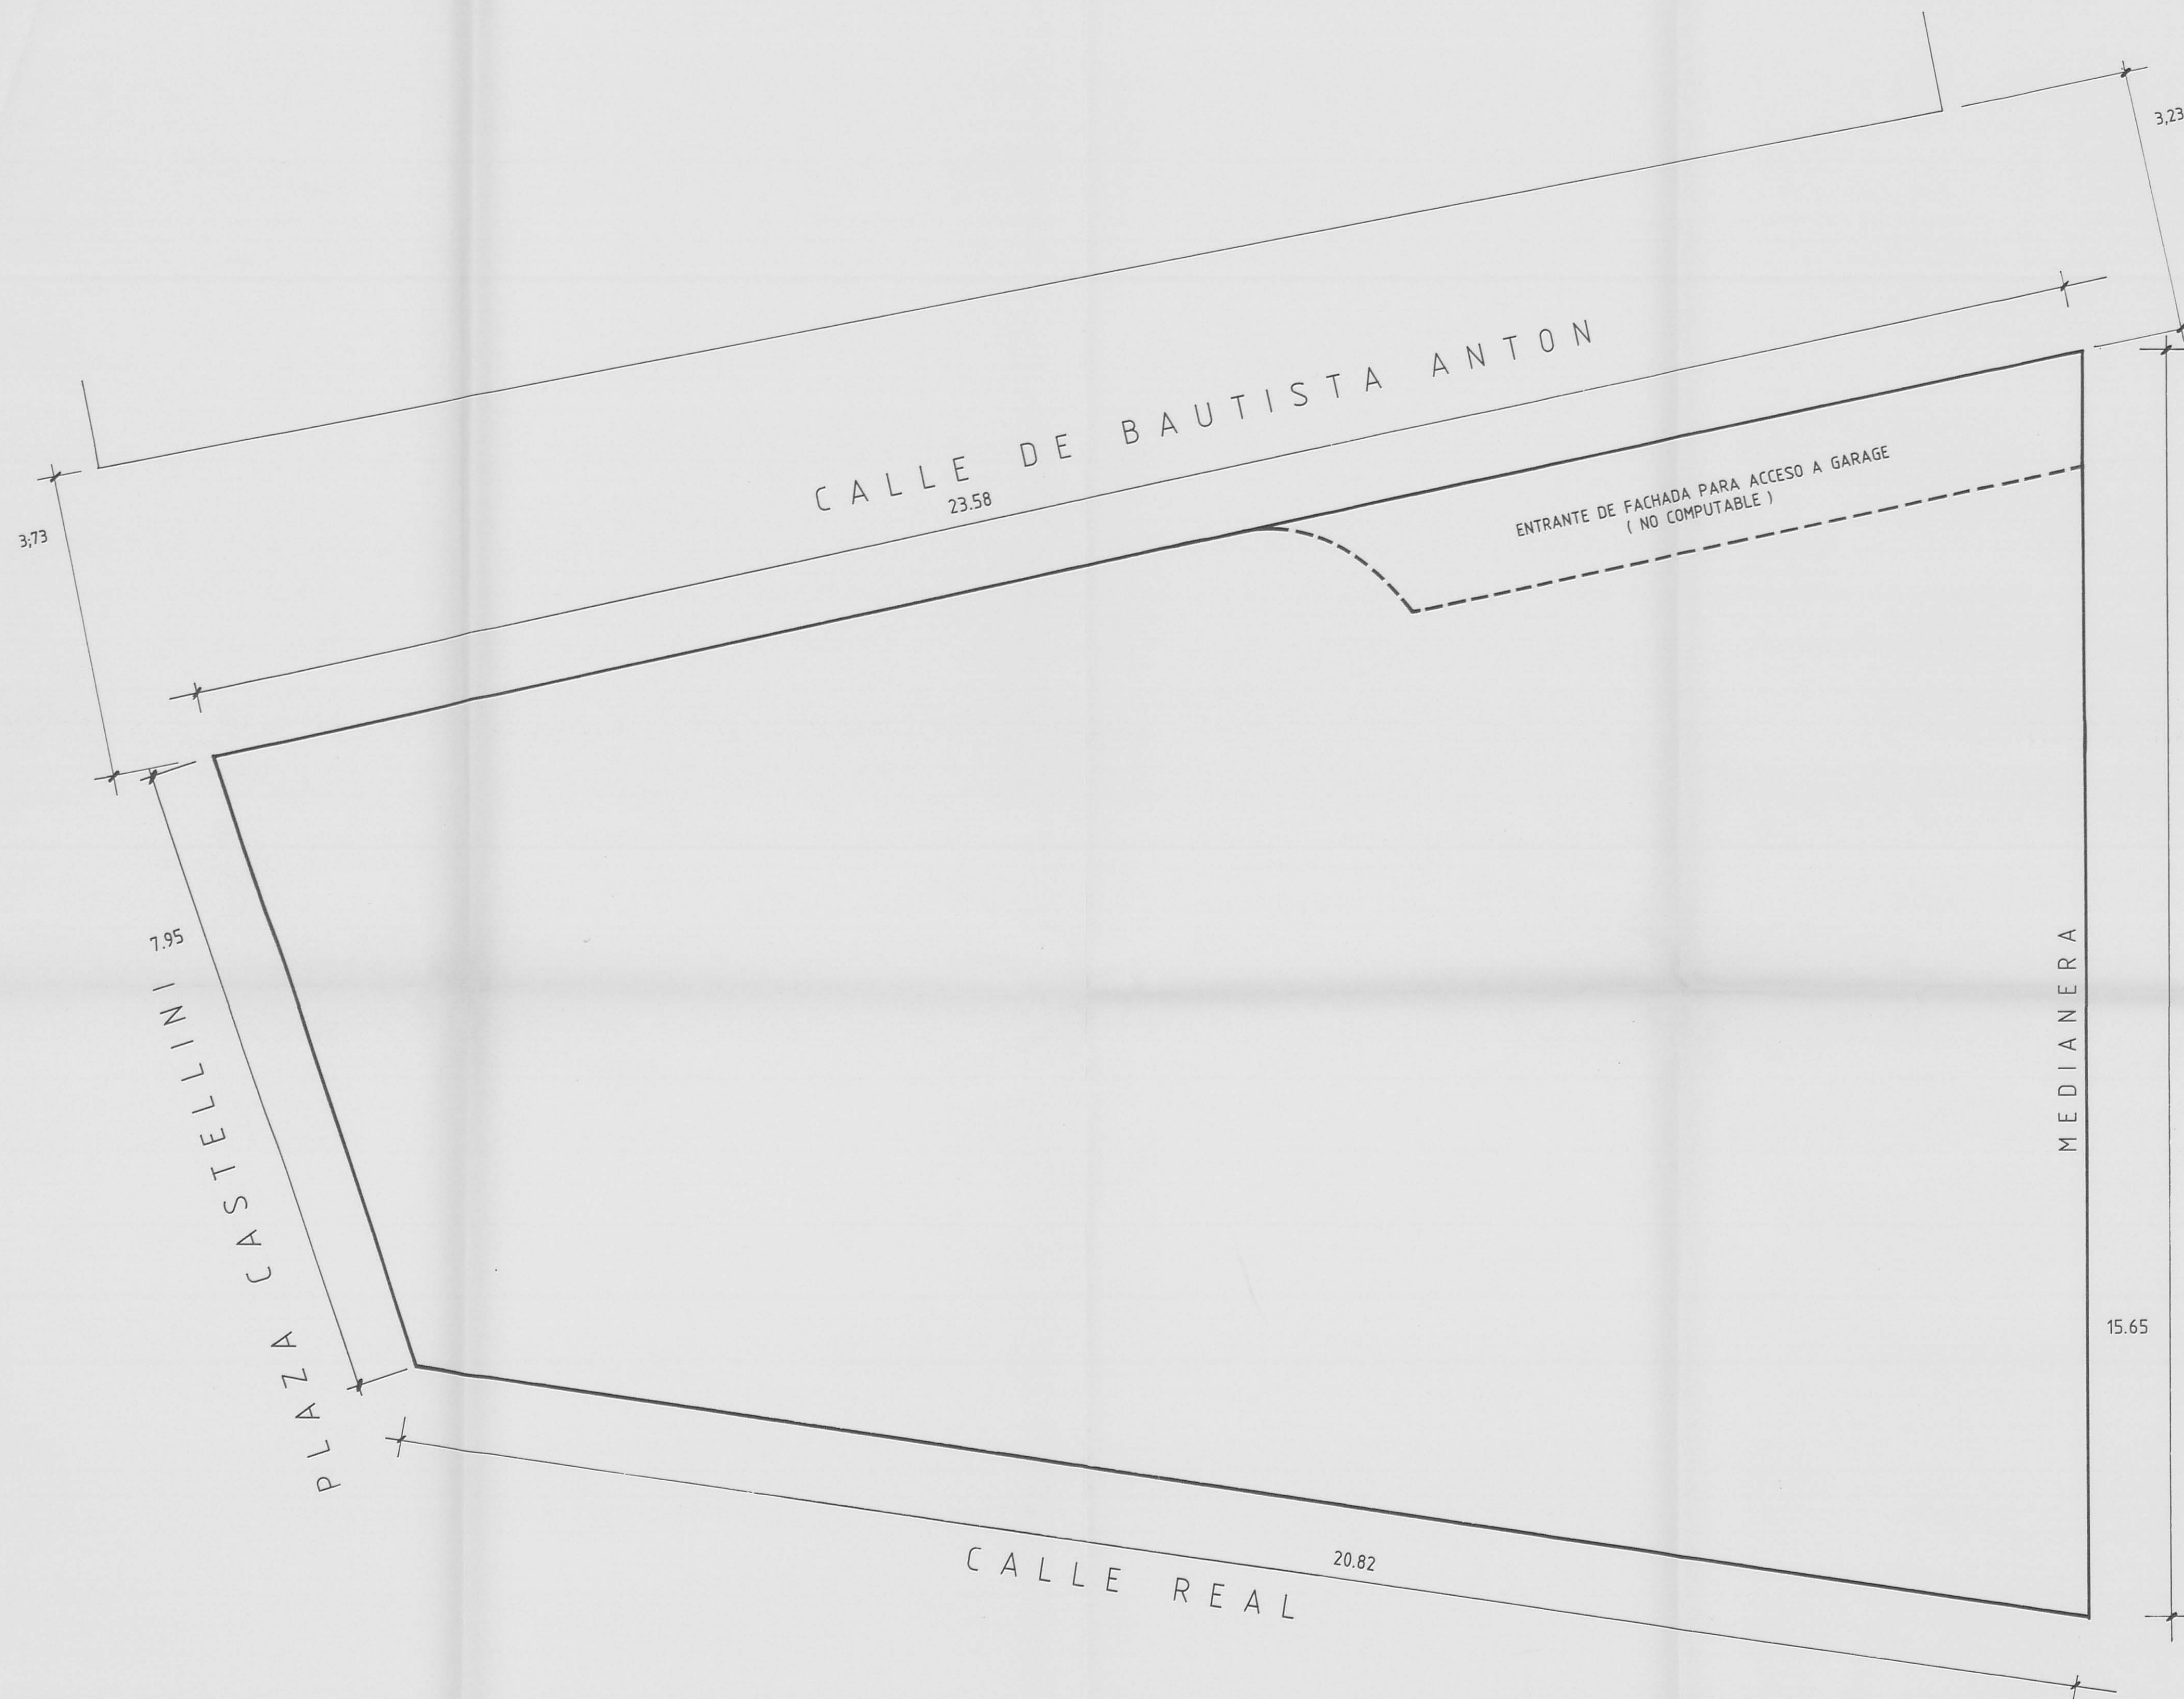 3,23
CALLE DE BAUTISTA ANTON
23.58
ENTRANTE DE FACHADA PARA ACCESO A GARAGE
( NO COMPUTABLE )
3;73
7.95
PLAZA CASTELLINI
MEDIANERA
15.65
20.82
CALLE REAL